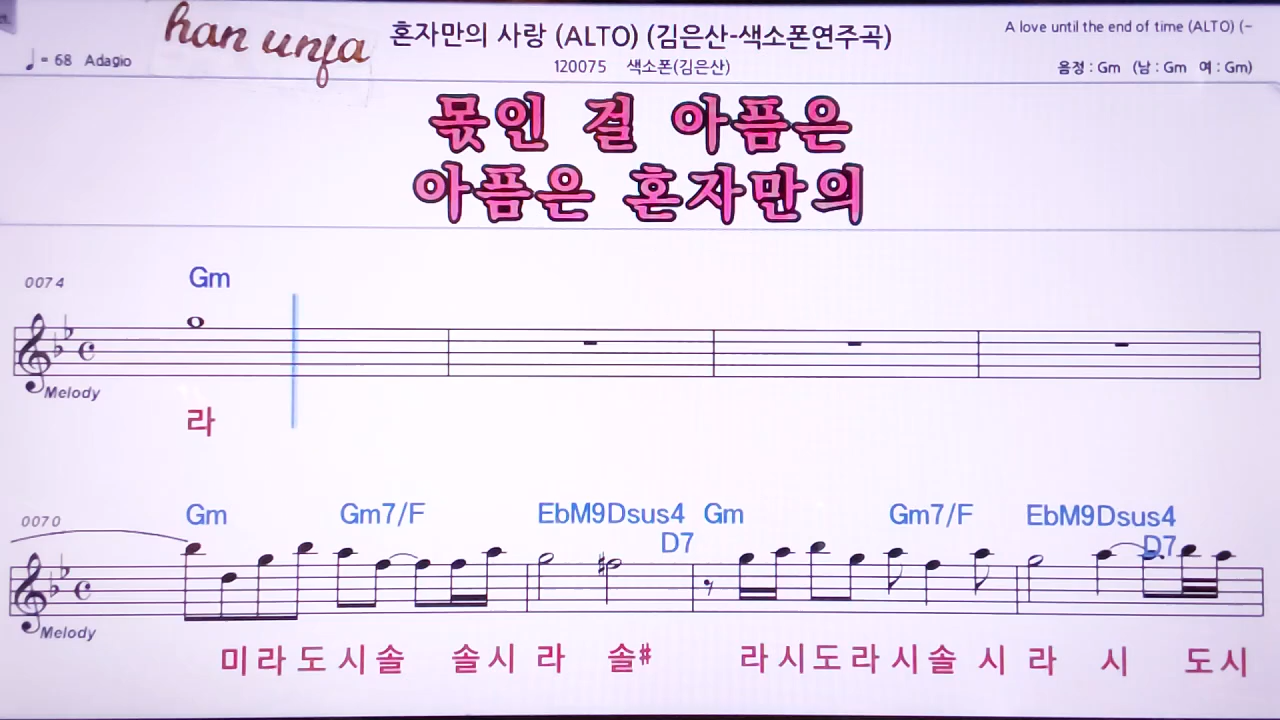 han unja
혼자만의 사랑 (ALTO) (김은산-색소폰연주곡)
A love until the end of time (ALTO) (-
♩ = 68 Adagio
120075 색소폰(김은산)
음정 : Gm (남 : Gm 여 : Gm)
몫인 걸 아픔은
아픔은 혼자만의
0074
Gm
Melody
라
0070
Gm Gm7/F EbM9Dsus4 Gm Gm7/F EbM9Dsus4
D7 D7
Melody
미 라 도 시 솔 솔 시 라 솔# 라 시 도 라 시 솔 시 라 시 도 시